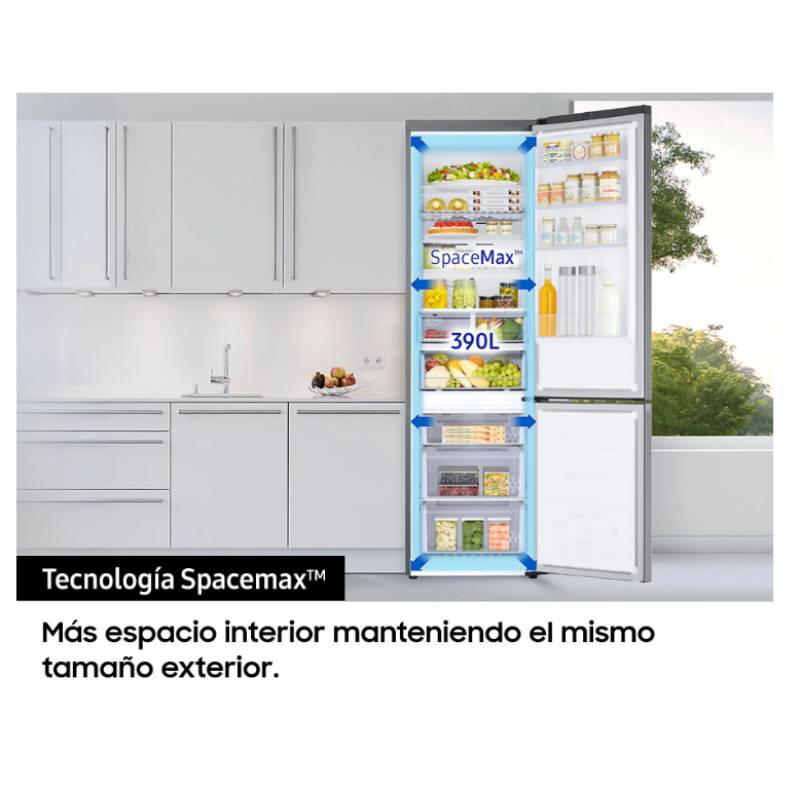 SpaceMax™
390L
Tecnología Spacemax™
Más espacio interior manteniendo el mismo
tamaño exterior.